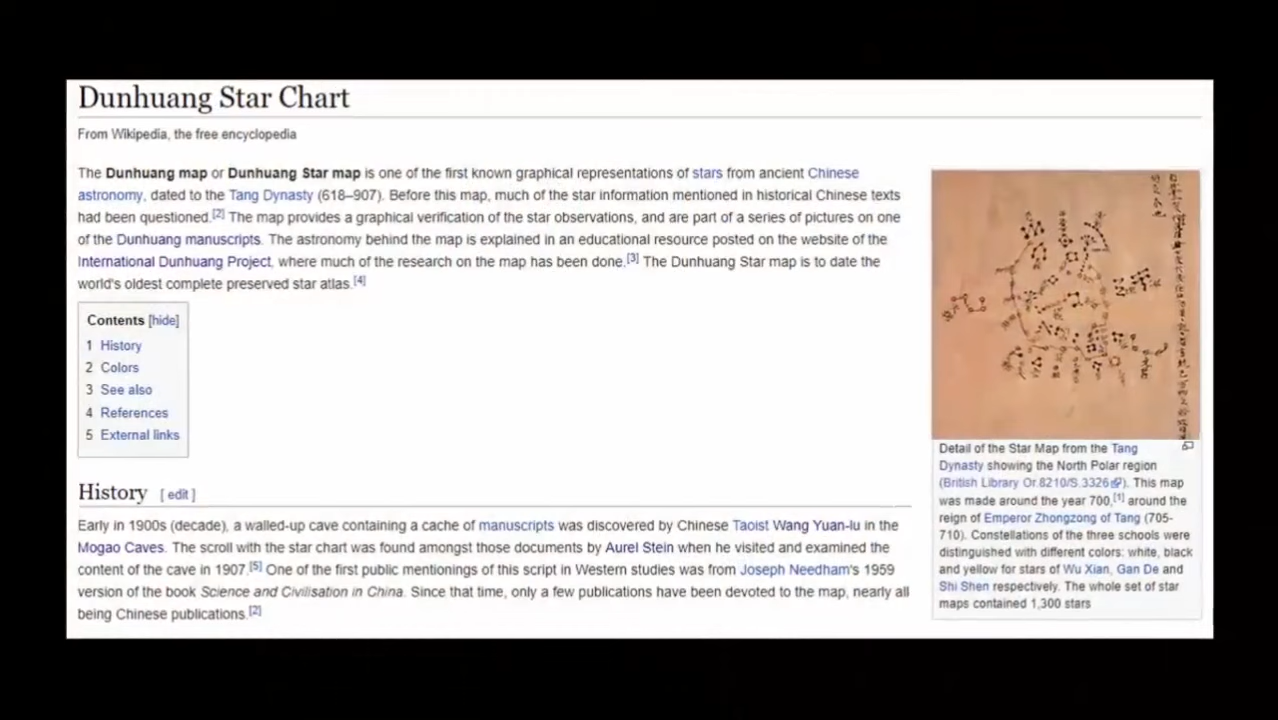 Dunhuang Star Chart
From Wikipedia, the free encyclopedia
The Dunhuang map or Dunhuang Star map is one of the first known graphical representations of stars from ancient Chinese
astronomy, dated to the Tang Dynasty (618–907). Before this map, much of the star information mentioned in historical Chinese texts
had been questioned.[2] The map provides a graphical verification of the star observations, and are part of a series of pictures on one
of the Dunhuang manuscripts. The astronomy behind the map is explained in an educational resource posted on the website of the
International Dunhuang Project, where much of the research on the map has been done.[3] The Dunhuang Star map is to date the
world's oldest complete preserved star atlas.[4]
Contents [hide]
1 History
2 Colors
3 See also
4 References
5 External links
History [ edit ]
Early in 1900s (decade), a walled-up cave containing a cache of manuscripts was discovered by Chinese Taoist Wang Yuan-lu in the
Mogao Caves. The scroll with the star chart was found amongst those documents by Aurel Stein when he visited and examined the
content of the cave in 1907.[5] One of the first public mentionings of this script in Western studies was from Joseph Needham's 1959
version of the book Science and Civilisation in China. Since that time, only a few publications have been devoted to the map, nearly all
being Chinese publications.[2]
Detail of the Star Map from the Tang
Dynasty showing the North Polar region
(British Library Or.8210/S.3326). This map
was made around the year 700,[1] around the
reign of Emperor Zhongzong of Tang (705-
710). Constellations of the three schools were
distinguished with different colors: white, black
and yellow for stars of Wu Xian, Gan De and
Shi Shen respectively. The whole set of star
maps contained 1,300 stars